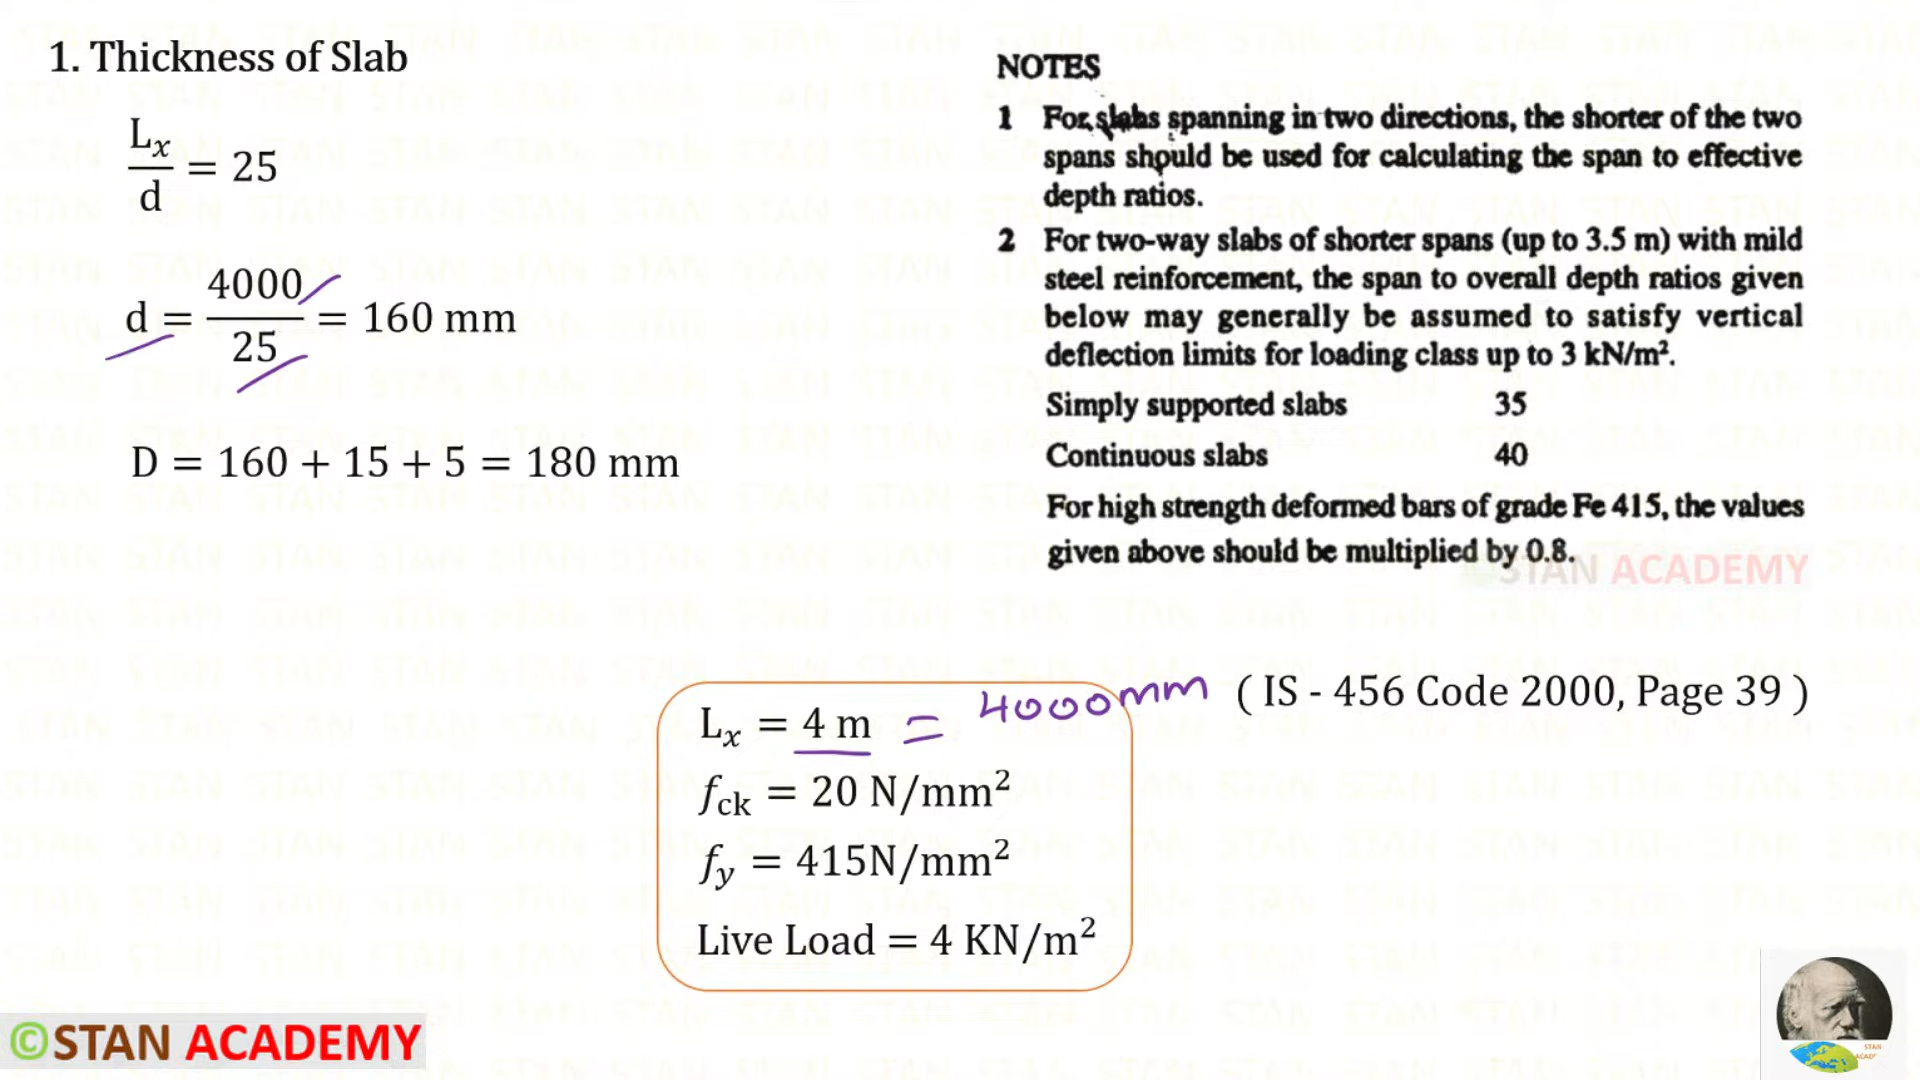 1. Thickness of Slab
Lx/d = 25
d = 4000/25 = 160 mm
D = 160 + 15 + 5 = 180 mm
NOTES
1 For slabs spanning in two directions, the shorter of the two
spans should be used for calculating the span to effective
depth ratios.
2 For two-way slabs of shorter spans (up to 3.5 m) with mild
steel reinforcement, the span to overall depth ratios given
below may generally be assumed to satisfy vertical
deflection limits for loading class up to 3 kN/m².
Simply supported slabs 35
Continuous slabs 40
For high strength deformed bars of grade Fe 415, the values
given above should be multiplied by 0.8.
©STAN ACADEMY
( IS - 456 Code 2000, Page 39 )
Lx = 4 m = 4000mm
fck = 20 N/mm²
fy = 415N/mm²
Live Load = 4 KN/m²
©STAN ACADEMY